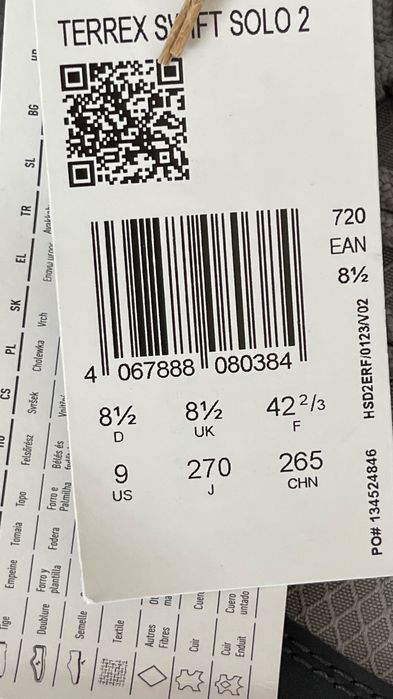 TERREX SWIFT SOLO 2
720
EAN
8½
4 067888 080384
8½ 8½ 42 2/3
D UK F
9 270 265
US J CHN
HSD2ERF/0123/V02
PO# 134524846
BG
SL
TR
EL
SK
PL
CS
Vrch
Cholewka
Svršek
Felsőrész
Bélés és
Topo
Forro e
Palmilha
Tomaia
Fodera
Empeine
Forro y
plantilla
Tige
Doublure
Semelle
Textile
Autres
Fibres
Cuir
Cuir
Enduit
Cuero
untado